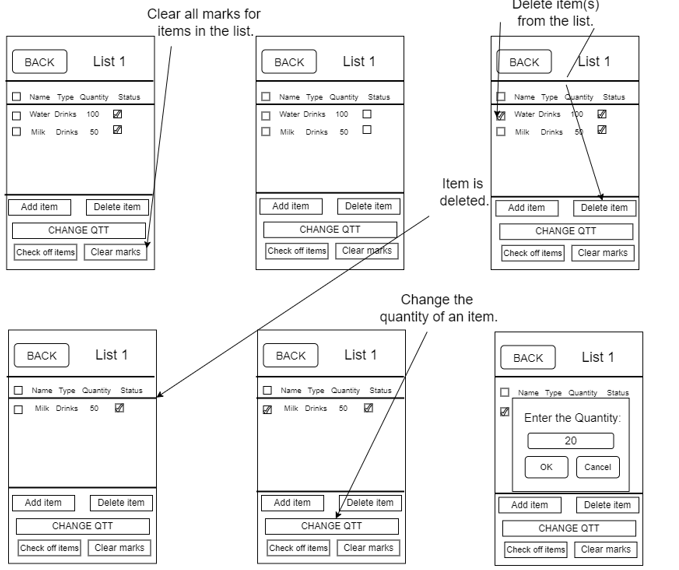 Clear all marks for
items in the list.
Delete item(s)
from the list.
BACK List 1
Name Type Quantity Status
Water Drinks 100
Milk Drinks 50
Add item Delete item
CHANGE QTT
Check off items Clear marks
BACK List 1
Name Type Quantity Status
Water Drinks 100
Milk Drinks 50
Add item Delete item
CHANGE QTT
Check off items Clear marks
BACK List 1
Name Type Quantity Status
Water Drinks 100
Milk Drinks 50
Add item Delete item
CHANGE QTT
Check off items Clear marks
Item is
deleted.
Change the
quantity of an item.
BACK List 1
Name Type Quantity Status
Milk Drinks 50
Add item Delete item
CHANGE QTT
Check off items Clear marks
BACK List 1
Name Type Quantity Status
Milk Drinks 50
Add item Delete item
CHANGE QTT
Check off items Clear marks
BACK List 1
Name Type Quantity Status
Enter the Quantity:
20
OK Cancel
Add item Delete item
CHANGE QTT
Check off items Clear marks